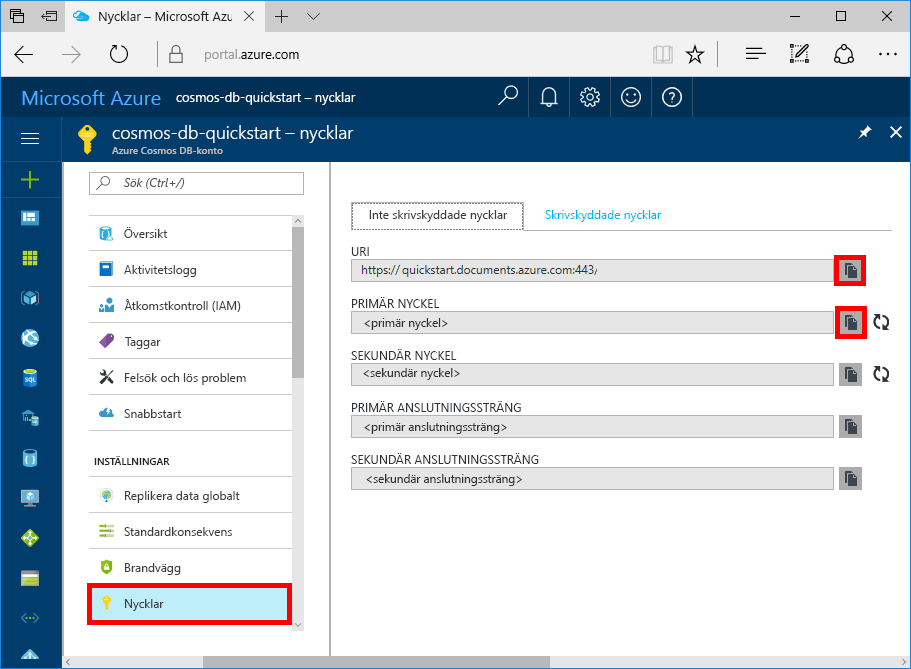 Nycklar – Microsoft Azu
portal.azure.com
Microsoft Azure cosmos-db-quickstart – nycklar
cosmos-db-quickstart – nycklar
Azure Cosmos DB-konto
Sök (Ctrl+/)
Översikt
Aktivitetslogg
Åtkomstkontroll (IAM)
Taggar
Felsök och lös problem
Snabbstart
INSTÄLLNINGAR
Replikera data globalt
Standardkonsekvens
Brandvägg
Nycklar
SQL
Inte skrivskyddade nycklar Skrivskyddade nycklar
URI
https:// quickstart.documents.azure.com:443/
PRIMÄR NYCKEL
<primär nyckel>
SEKUNDÄR NYCKEL
<sekundär nyckel>
PRIMÄR ANSLUTNINGSSTRÄNG
<primär anslutningssträng>
SEKUNDÄR ANSLUTNINGSSTRÄNG
<sekundär anslutningssträng>